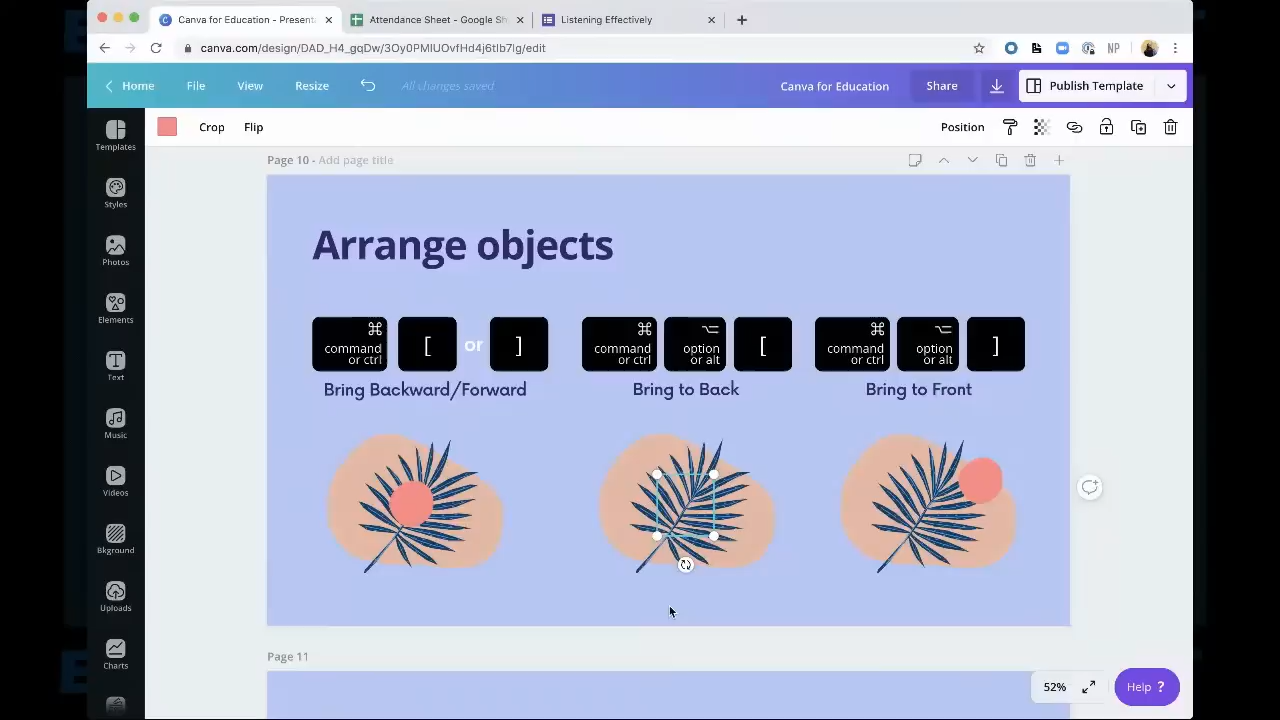 Canva for Education - Presenta
Attendance Sheet - Google Sh
Listening Effectively
canva.com/design/DAD_H4_gqDw/3Oy0PMlUOvfHd4j6tlb7lg/edit
NP
Home
File
View
Resize
All changes saved
Canva for Education
Share
Publish Template
Crop
Flip
Position
Templates
Styles
Photos
Elements
Text
Music
Videos
Bkground
Uploads
Charts
Page 10 - Add page title
Arrange objects
⌘ command or ctrl
[
or
]
⌘ command or ctrl
⌥ option or alt
[
⌘ command or ctrl
⌥ option or alt
]
Bring Backward/Forward
Bring to Back
Bring to Front
Page 11
52%
Help ?